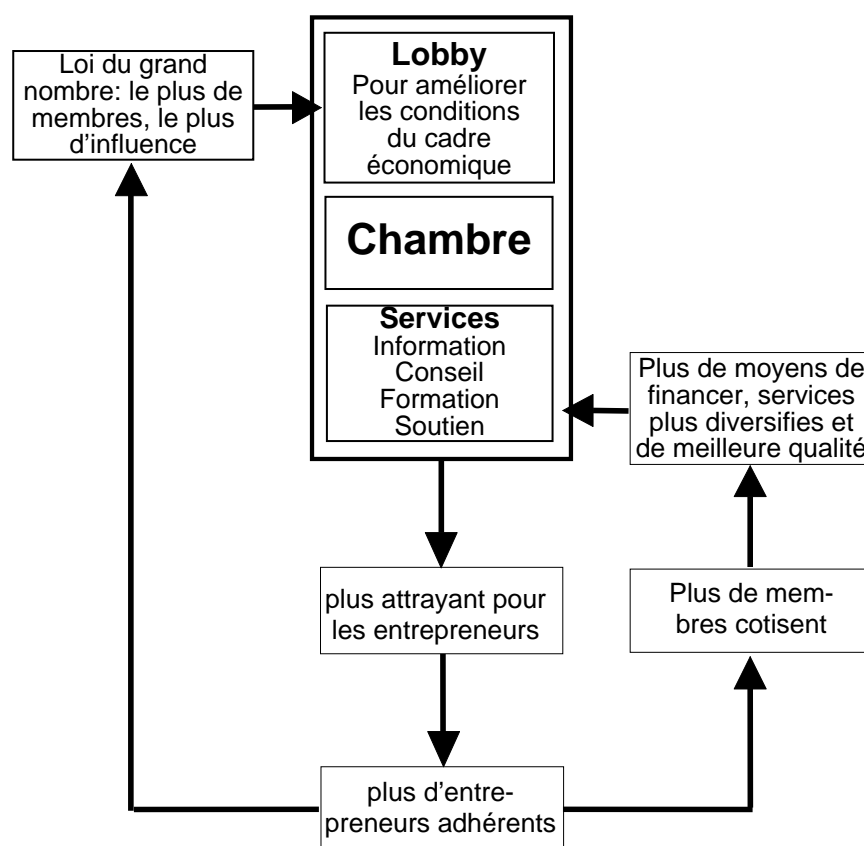 Loi du grand
nombre: le plus de
membres, le plus
d’influence
Lobby
Pour améliorer
les conditions
du cadre
économique
Chambre
Services
Information
Conseil
Formation
Soutien
Plus de moyens de
financer, services
plus diversifies et
de meilleure qualité
plus attrayant pour
les entrepreneurs
Plus de mem-
bres cotisent
plus d’entre-
preneurs adhérents